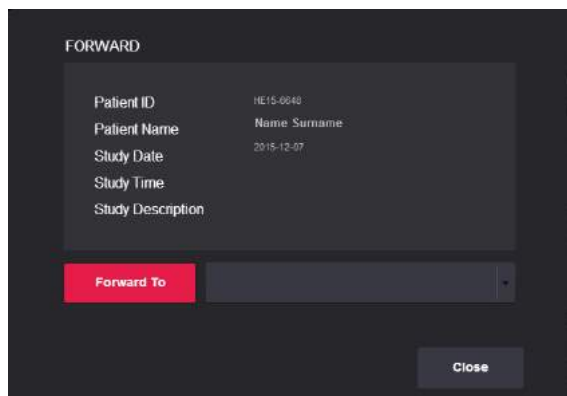 FORWARD
Patient ID HE15-6640
Patient Name Name Surname
Study Date 2015-12-07
Study Time
Study Description
Forward To
Close